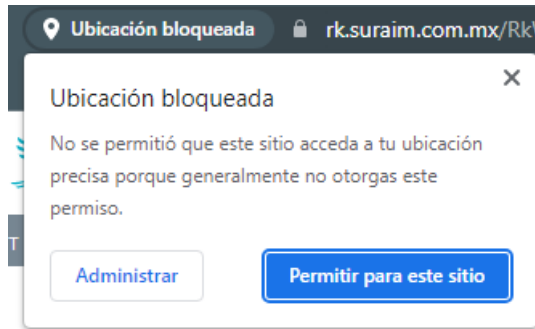 Ubicación bloqueada
rk.suraim.com.mx/Rk
Ubicación bloqueada
No se permitió que este sitio acceda a tu ubicación
precisa porque generalmente no otorgas este
permiso.
T
Administrar
Permitir para este sitio